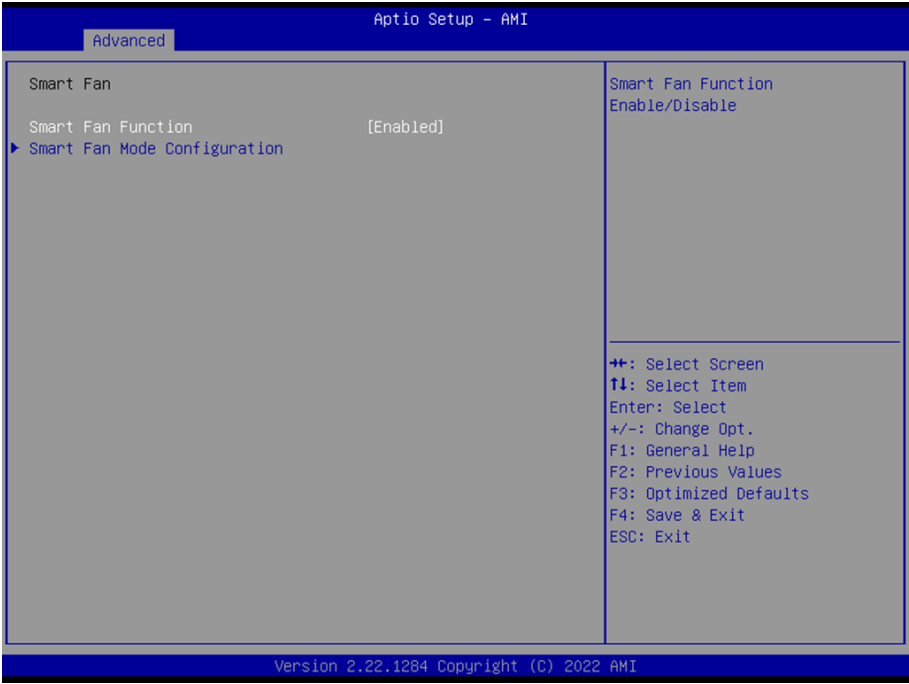 Aptio Setup - AMI
Advanced
Smart Fan
Smart Fan Function [Enabled]
Smart Fan Mode Configuration
Smart Fan Function
Enable/Disable
→←: Select Screen
↑↓: Select Item
Enter: Select
+/-: Change Opt.
F1: General Help
F2: Previous Values
F3: Optimized Defaults
F4: Save & Exit
ESC: Exit
Version 2.22.1284 Copyright (C) 2022 AMI